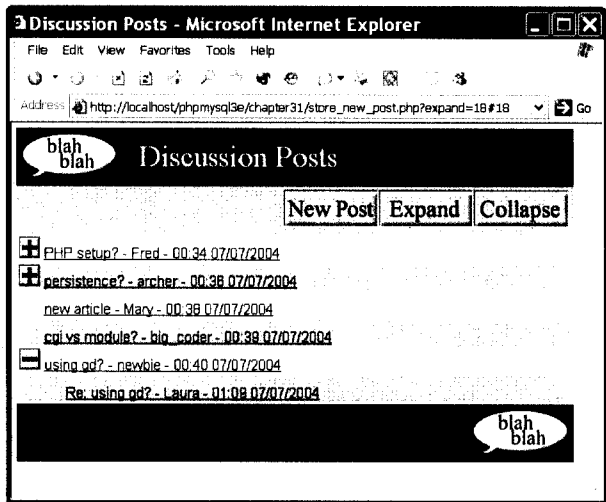 Discussion Posts - Microsoft Internet Explorer
File Edit View Favorites Tools Help
Address http://localhost/phpmysql3e/chapter31/store_new_post.php?expand=18#18 Go
blah
blah
Discussion Posts
New Post Expand Collapse
PHP setup? - Fred - 00:34 07/07/2004
persistence? - archer - 00:36 07/07/2004
new article - Mary - 00:38 07/07/2004
cgi vs module? - big_coder - 00:39 07/07/2004
using gd? - newbie - 00:40 07/07/2004
Re: using gd? - Laura - 01:09 07/07/2004
blah
blah